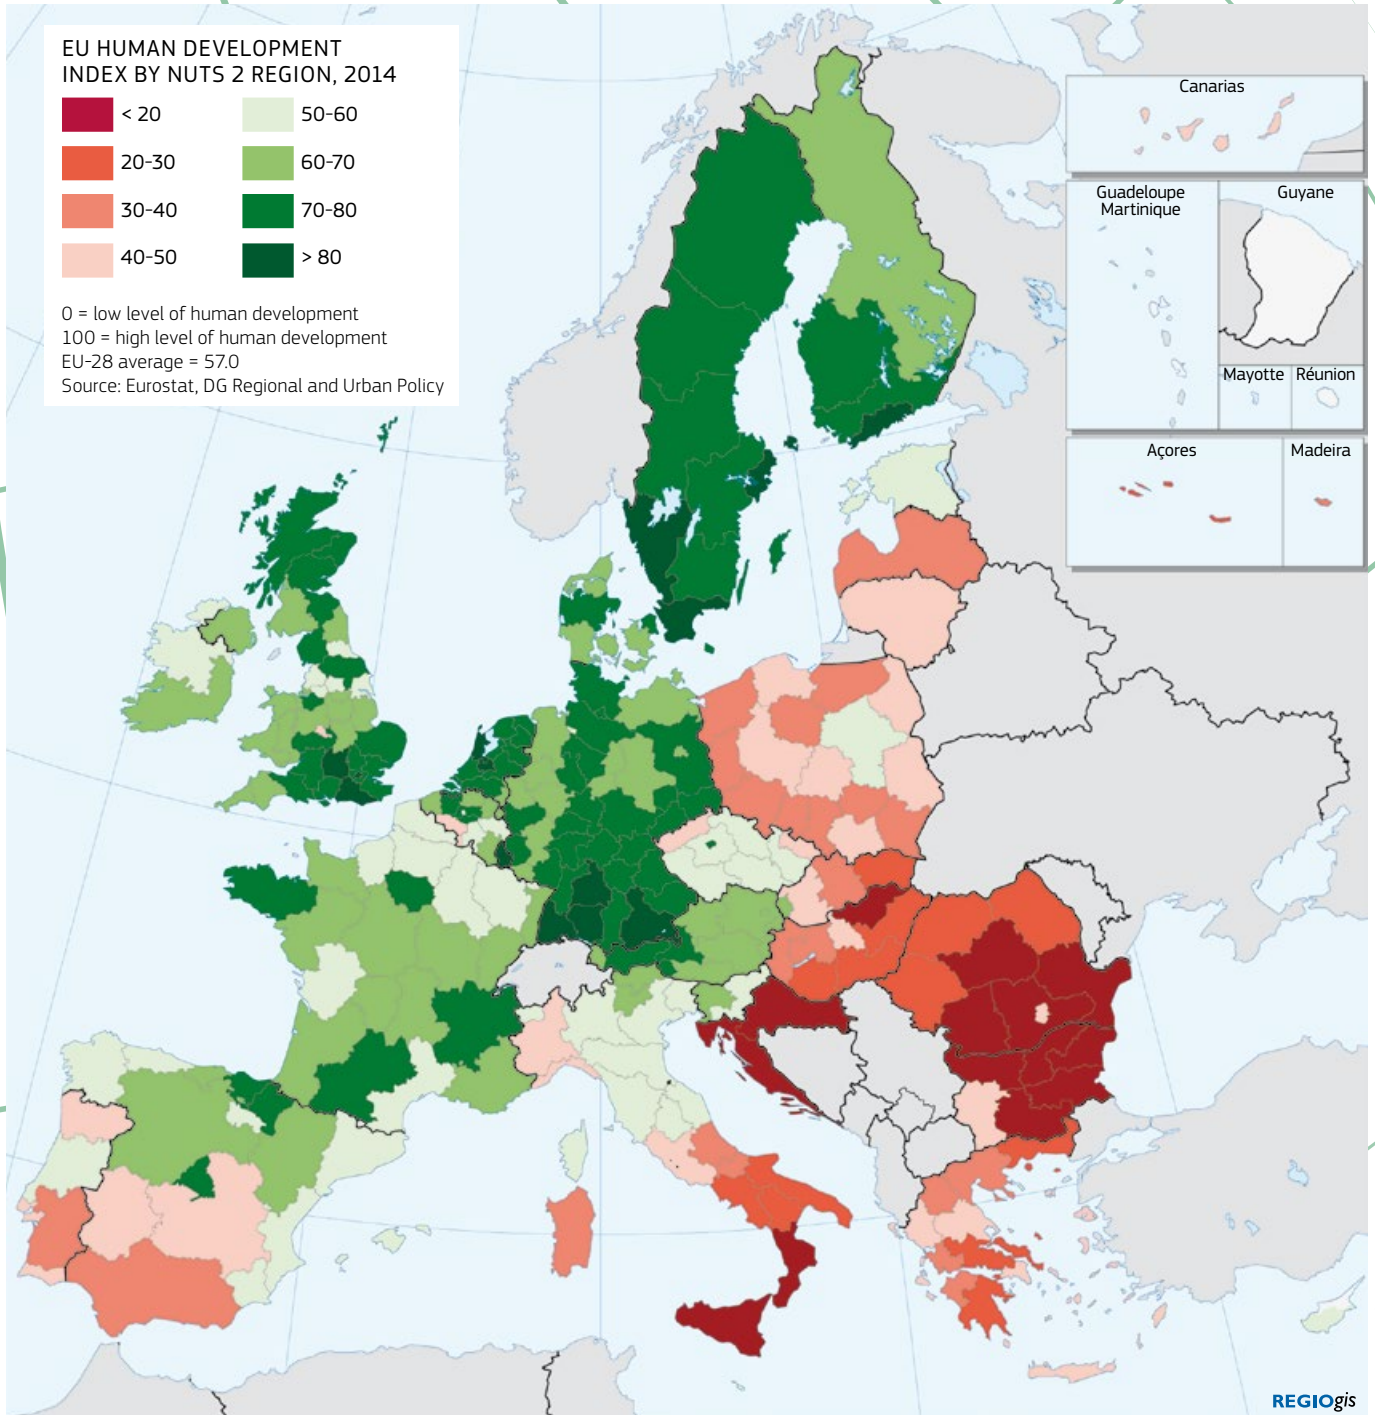 EU HUMAN DEVELOPMENT
INDEX BY NUTS 2 REGION, 2014
< 20
50-60
20-30
60-70
30-40
70-80
40-50
> 80
0 = low level of human development
100 = high level of human development
EU-28 average = 57.0
Source: Eurostat, DG Regional and Urban Policy
Canarias
Guadeloupe
Martinique
Guyane
Mayotte
Réunion
Açores
Madeira
REGIOgis